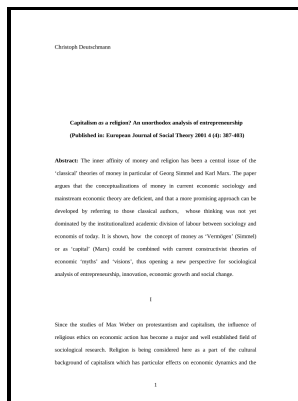 Christoph Deutschmann
Capitalism as a religion? An unorthodox analysis of entrepreneurship
(Published in: European Journal of Social Theory 2001 4 (4): 387-403)
Abstract: The inner affinity of money and religion has been a central issue of the
‘classical’ theories of money in particular of Georg Simmel and Karl Marx. The paper
argues that the conceptualizations of money in current economic sociology and
mainstream economic theory are deficient, and that a more promising approach can be
developed by referring to those classical authors, whose thinking was not yet
dominated by the institutionalized academic division of labour between sociology and
economis of today. It is shown, how the concept of money as ‘Vermögen’ (Simmel)
or as ‘capital’ (Marx) could be combined with current constructivist theories of
economic ‘myths’ and ‘visions’, thus opening a new perspective for sociological
analysis of entrepreneurship, innovation, economic growth and social change.
I
Since the studies of Max Weber on protestantism and capitalism, the influence of
religious ethics on economic action has become a major and well established field of
sociological research. Religion is being considered here as a part of the cultural
background of capitalism which has particular effects on economic dynamics and the
1